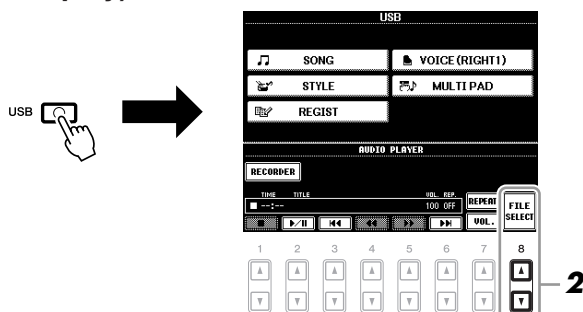 USB
USB
SONG
VOICE(RIGHT1)
STYLE
MULTI PAD
REGIST
AUDIO PLAYER
RECORDER
TIME TITLE VOL. REP.
--:-- 100 OFF
REPEAT
FILE SELECT
VOL.
1 2 3 4 5 6 7 8
2